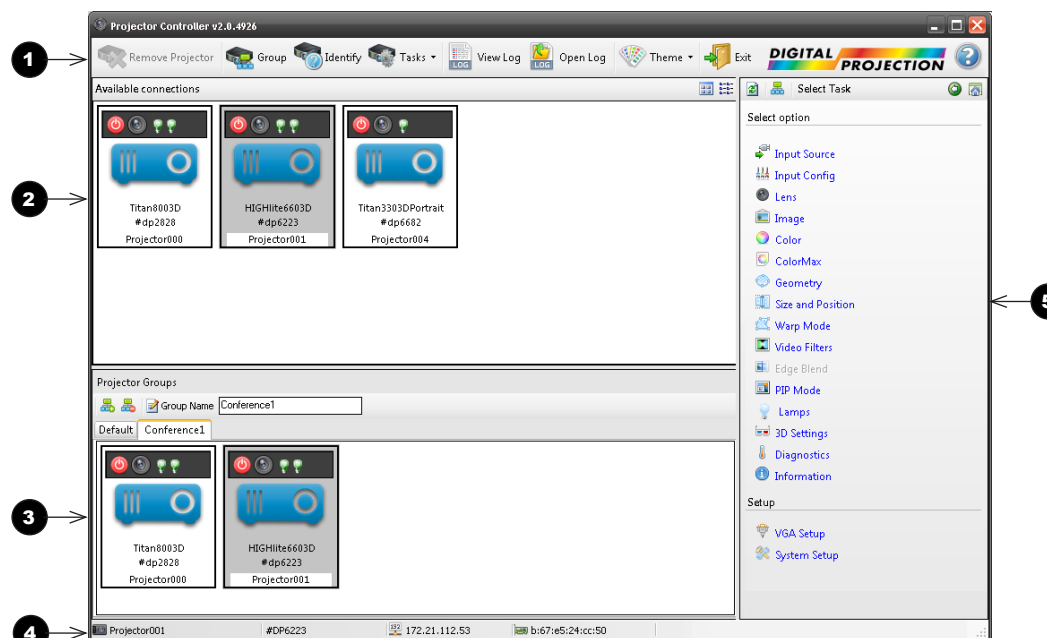 Projector Controller v2.0.4926
1
Remove Projector
Group
Identify
Tasks
LOG
View Log
LOG
Open Log
Theme
Exit
DIGITAL
PROJECTION
?
Available connections
Select Task
Select option
2
Titan8003D
#dp2828
Projector000
HIGHlite6603D
#dp6223
Projector001
Titan3303DPortrait
#dp6682
Projector004
Input Source
Input Config
Lens
Image
Color
ColorMax
Geometry
Size and Position
Warp Mode
Video Filters
Edge Blend
PIP Mode
Lamps
3D Settings
Diagnostics
Information
5
Setup
VGA Setup
System Setup
Projector Groups
Group Name
Conference1
Default
Conference1
3
Titan8003D
#dp2828
Projector000
HIGHlite6603D
#dp6223
Projector001
4
Projector001
#DP6223
172.21.112.53
b:67:e5:24:cc:50